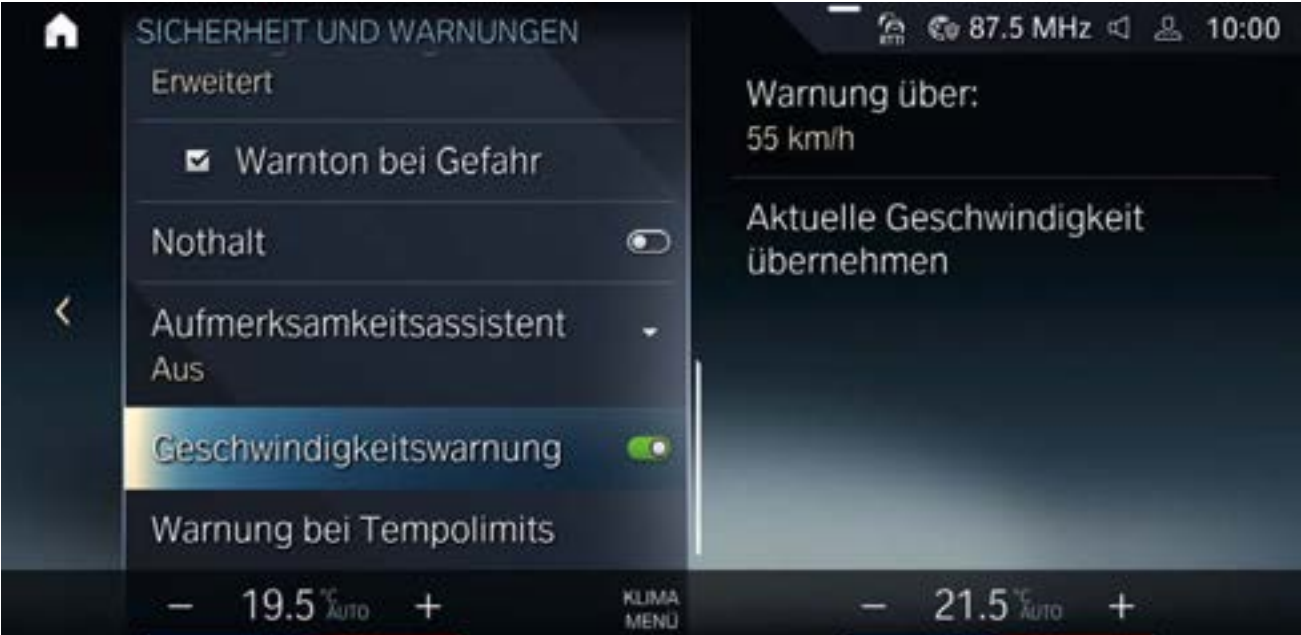 SICHERHEIT UND WARNUNGEN
RTTI 87.5 MHz 10:00
Erweitert
Warnton bei Gefahr
Nothalt
Aufmerksamkeitsassistent
Aus
Geschwindigkeitswarnung
Warnung bei Tempolimits
Warnung über:
55 km/h
Aktuelle Geschwindigkeit
übernehmen
− 19.5 °C AUTO +
KLIMA
MENÜ
− 21.5 °C AUTO +